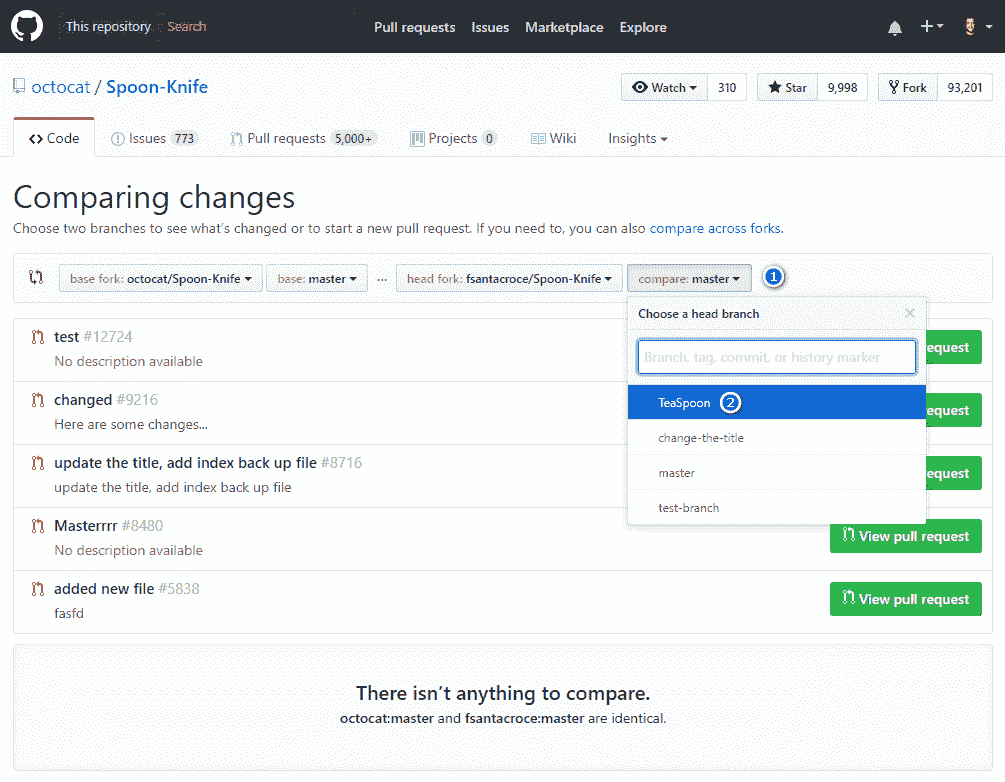 This repository Search Pull requests Issues Marketplace Explore
octocat / Spoon-Knife Watch 310 Star 9,998 Fork 93,201
Code Issues 773 Pull requests 5,000+ Projects 0 Wiki Insights
Comparing changes
Choose two branches to see what's changed or to start a new pull request. If you need to, you can also compare across forks.
base fork: octocat/Spoon-Knife base: master ... head fork: fsantacroce/Spoon-Knife compare: master 1
Choose a head branch
Branch, tag, commit, or history marker
TeaSpoon 2
change-the-title
master
test-branch
test #12724
No description available
equest
changed #9216
Here are some changes...
equest
update the title, add index back up file #8716
update the title, add index back up file
equest
Masterrrr #8480
No description available
View pull request
added new file #5838
fasfd
View pull request
There isn't anything to compare.
octocat:master and fsantacroce:master are identical.